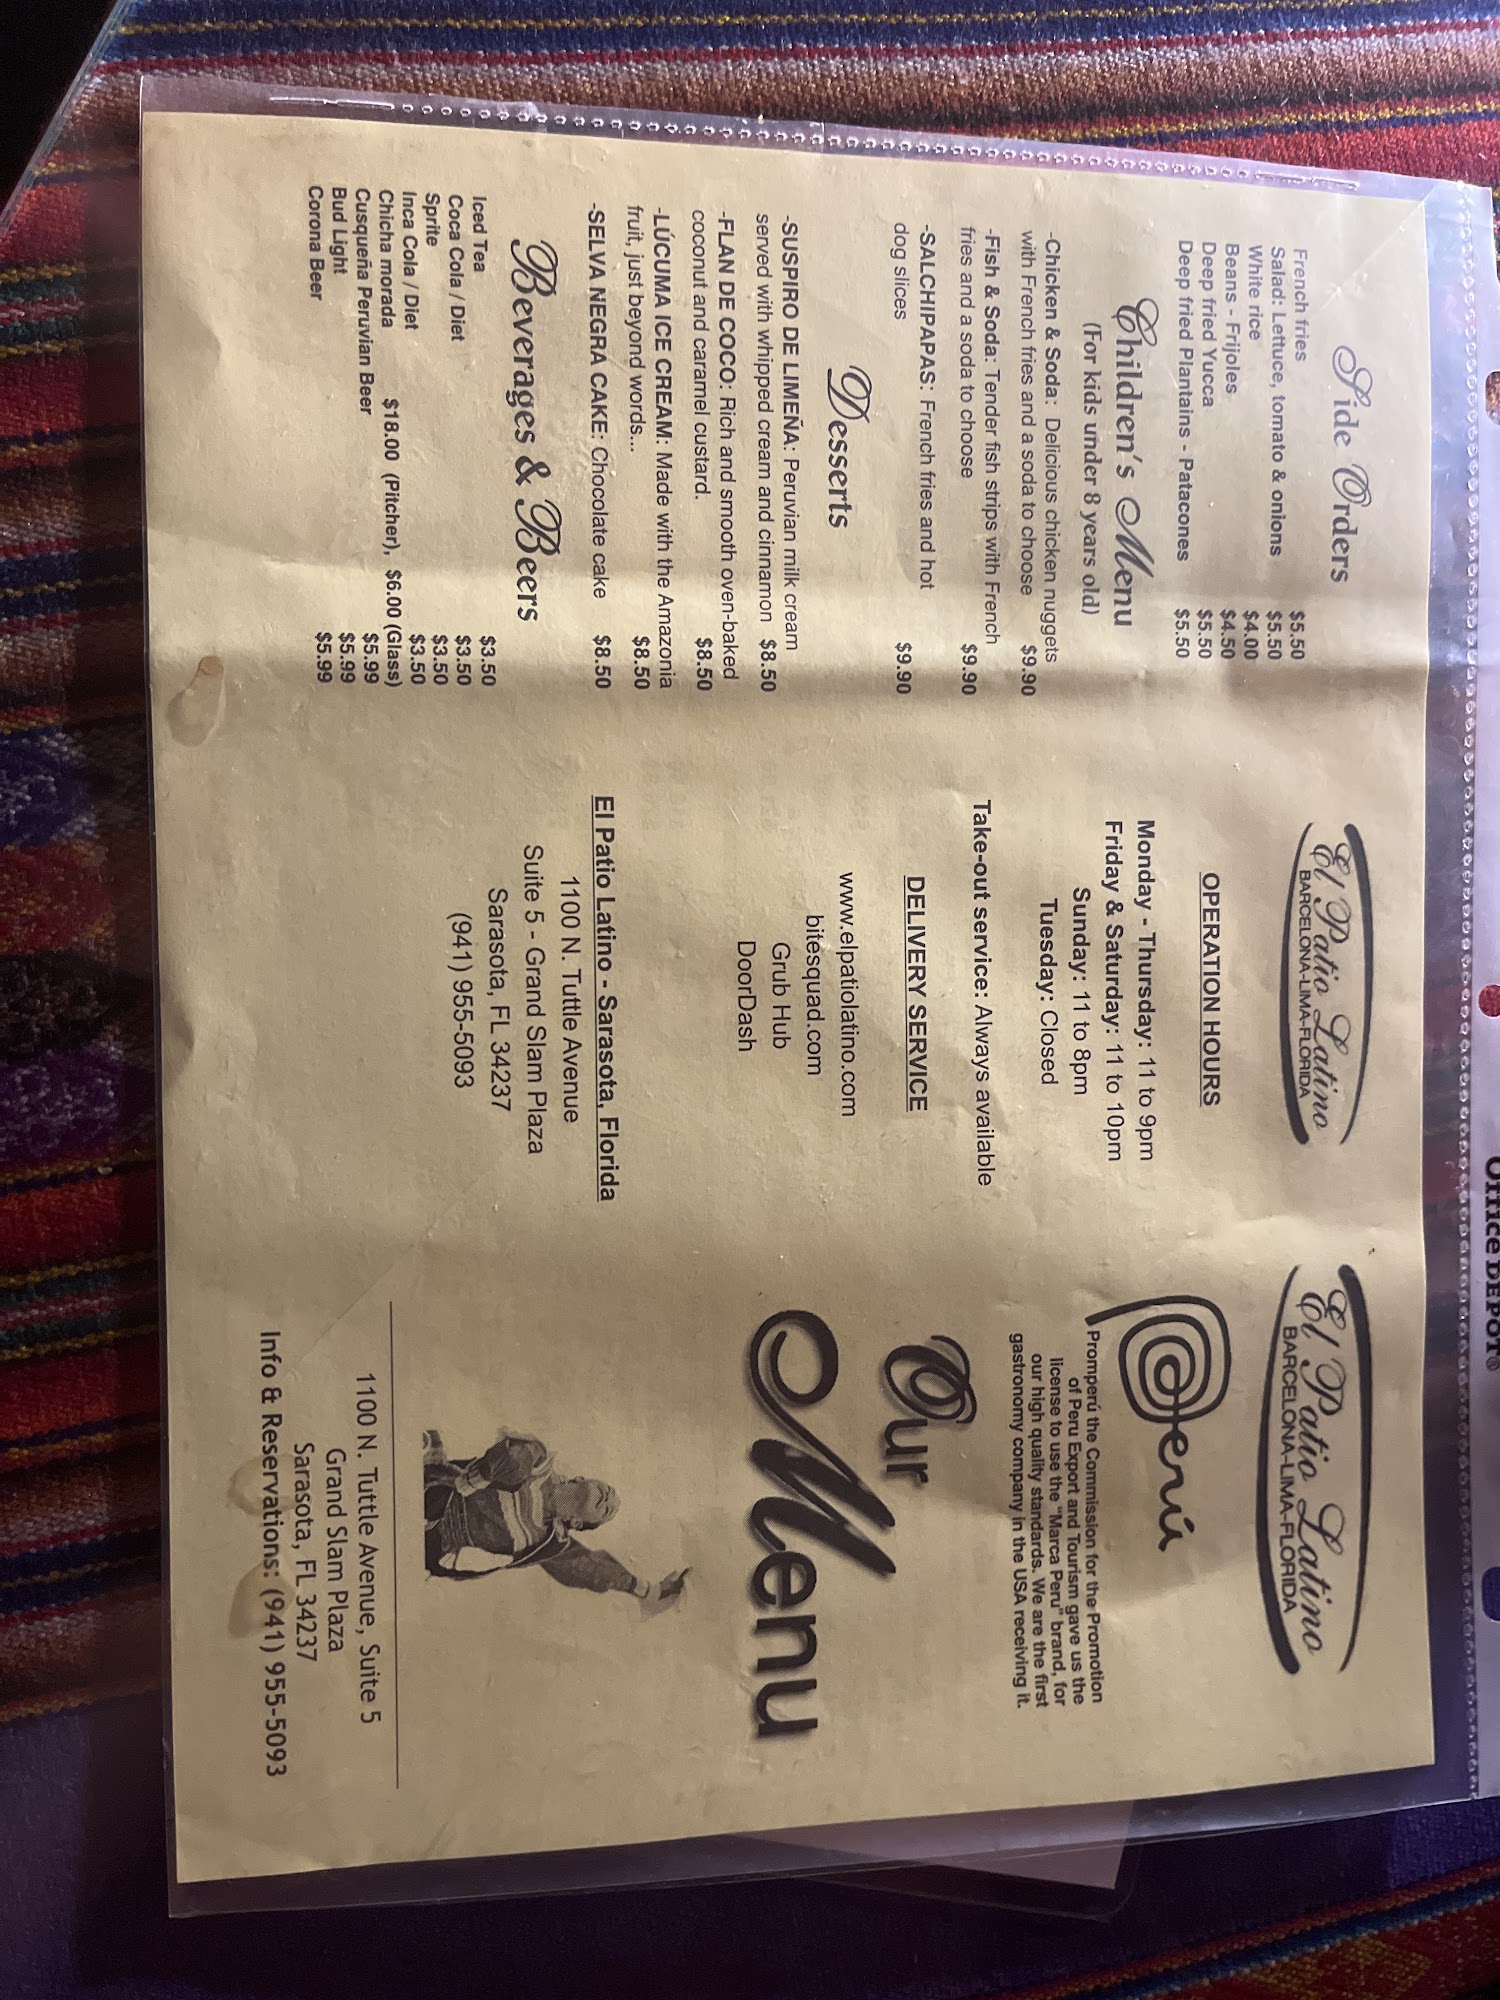 Side Orders
French fries $5.50
Salad: Lettuce, tomato & onions $5.50
White rice $4.00
Beans - Frijoles $4.50
Deep fried Yucca $5.50
Deep fried Plantains - Patacones $5.50
Children's Menu
(For kids under 8 years old)
-Chicken & Soda: Delicious chicken nuggets
with French fries and a soda to choose $9.90
-Fish & Soda: Tender fish strips with French
fries and a soda to choose $9.90
-SALCHIPAPAS: French fries and hot
dog slices $9.90
Desserts
-SUSPIRO DE LIMEÑA: Peruvian milk cream
served with whipped cream and cinnamon $8.50
-FLAN DE COCO: Rich and smooth oven-baked
coconut and caramel custard. $8.50
-LÚCUMA ICE CREAM: Made with the Amazonia
fruit, just beyond words... $8.50
-SELVA NEGRA CAKE: Chocolate cake $8.50
Beverages & Beers
Iced Tea $3.50
Coca Cola / Diet $3.50
Sprite $3.50
Inca Cola / Diet $3.50
Chicha morada $18.00 (Pitcher), $6.00 (Glass)
Cusqueña Peruvian Beer $5.99
Bud Light $5.99
Corona Beer $5.99
El Patio Latino
BARCELONA-LIMA-FLORIDA
OPERATION HOURS
Monday - Thursday: 11 to 9pm
Friday & Saturday: 11 to 10pm
Sunday: 11 to 8pm
Tuesday: Closed
Take-out service: Always available
DELIVERY SERVICE
www.elpatiolatino.com
bitesquad.com
Grub Hub
DoorDash
El Patio Latino - Sarasota, Florida
1100 N. Tuttle Avenue
Suite 5 - Grand Slam Plaza
Sarasota, FL 34237
(941) 955-5093
El Patio Latino
BARCELONA-LIMA-FLORIDA
Perú
Promperú the Commission for the Promotion
of Peru Export and Tourism gave us the
license to use the "Marca Peru" brand, for
our high quality standards. We are the first
gastronomy company in the USA receiving it.
Our
Menu
1100 N. Tuttle Avenue, Suite 5
Grand Slam Plaza
Sarasota, FL 34237
Info & Reservations: (941) 955-5093
Office DEPOT®